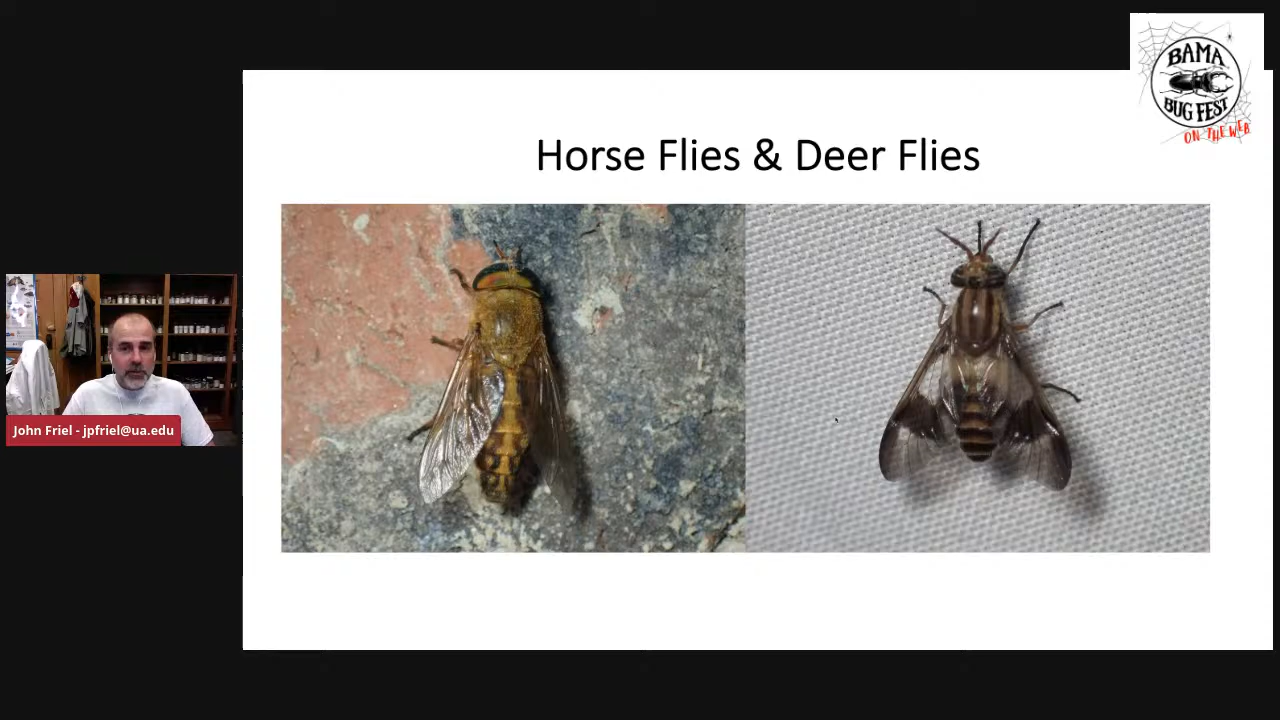 BAMA
BUG FEST
ON THE WEB
Horse Flies & Deer Flies
John Friel - jpfriel@ua.edu